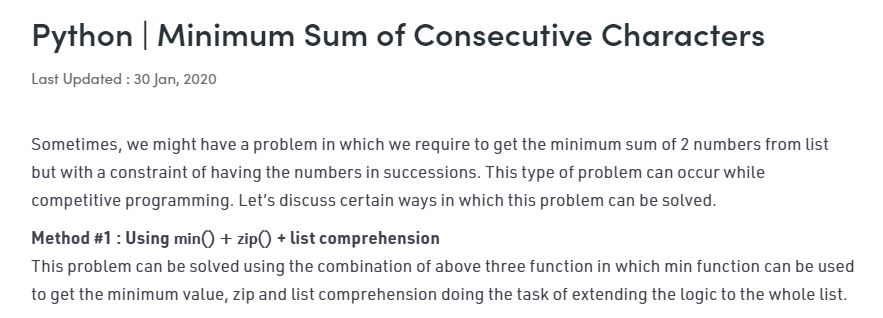 Python | Minimum Sum of Consecutive Characters
Last Updated : 30 Jan, 2020
Sometimes, we might have a problem in which we require to get the minimum sum of 2 numbers from list
but with a constraint of having the numbers in successions. This type of problem can occur while
competitive programming. Let’s discuss certain ways in which this problem can be solved.
Method #1 : Using min() + zip() + list comprehension
This problem can be solved using the combination of above three function in which min function can be used
to get the minimum value, zip and list comprehension doing the task of extending the logic to the whole list.